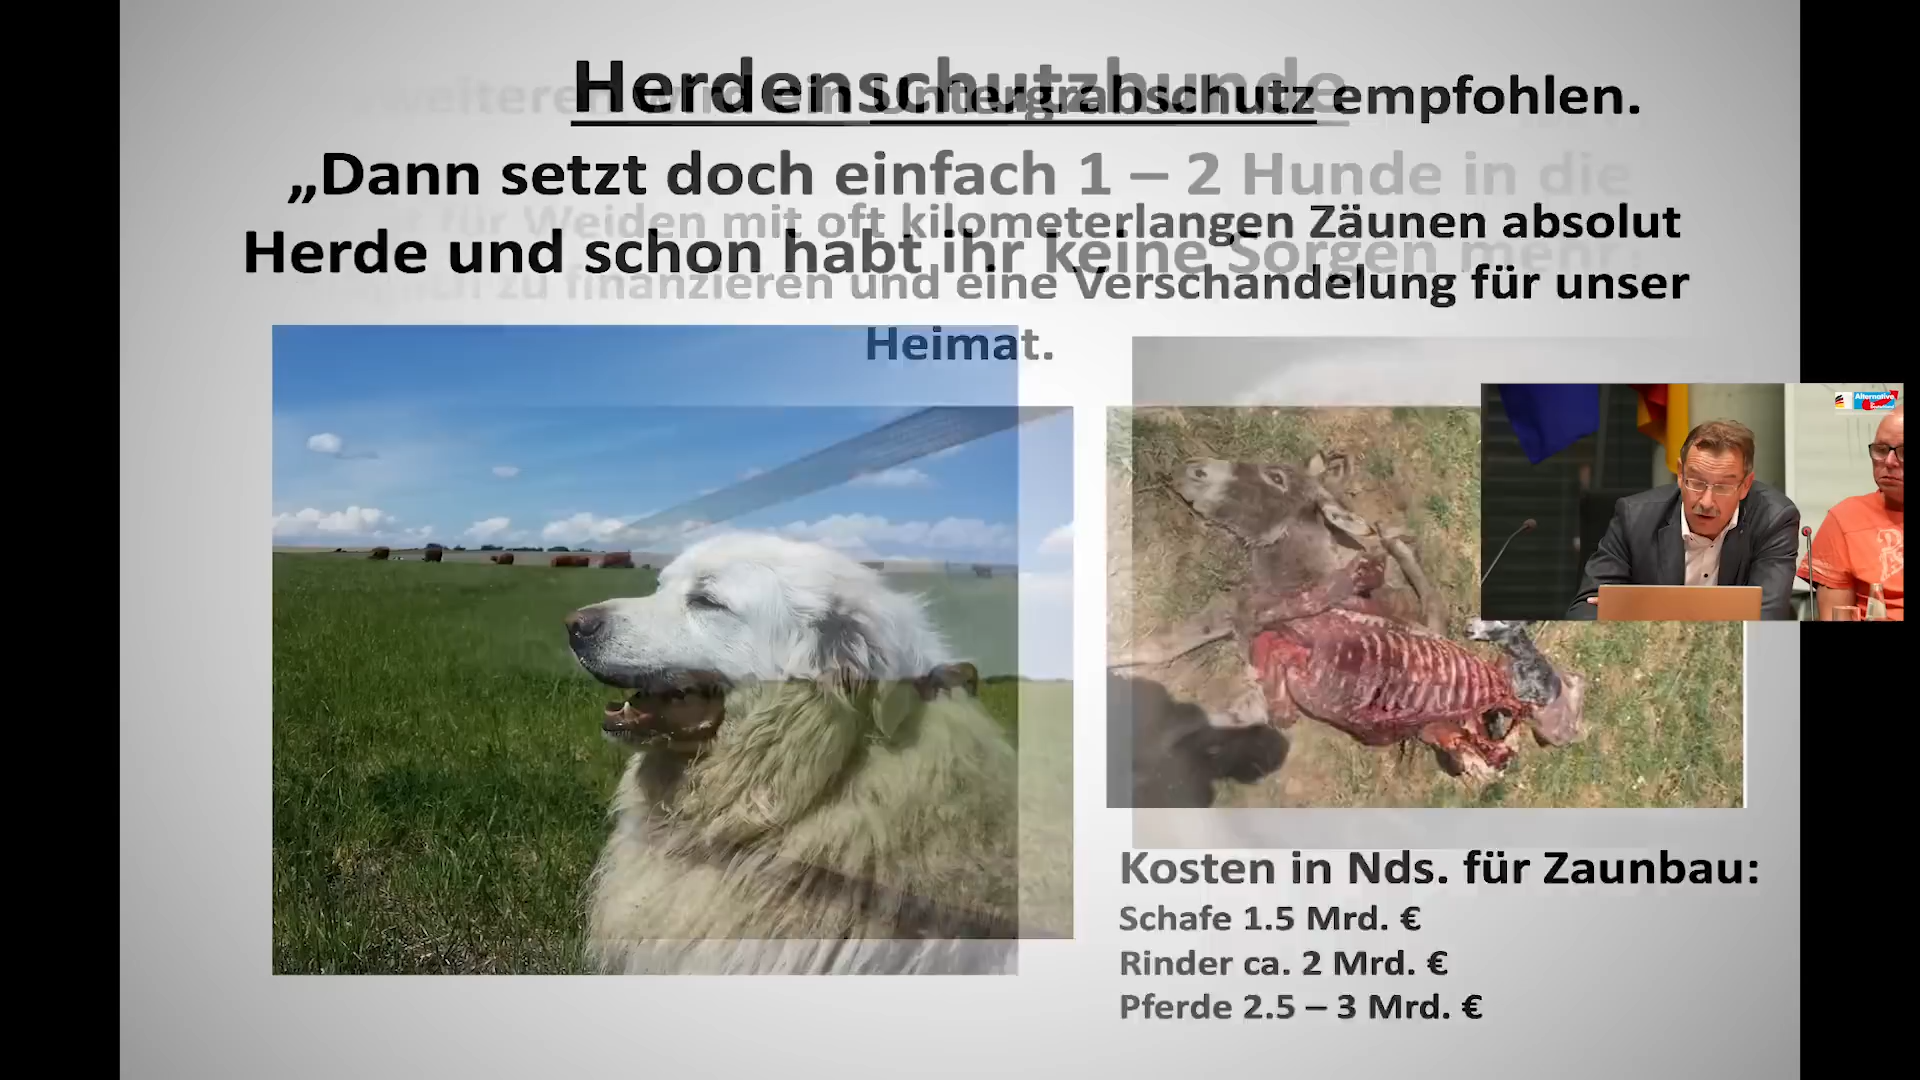 Herdenschutzhunde
weiteren wird ein Untergrabschutz empfohlen.
„Dann setzt doch einfach 1 – 2 Hunde in die
Herde und schon habt ihr keine Sorgen mehr
für Weiden mit oft kilometerlangen Zäunen absolut
zu finanzieren und eine Verschandelung für unser
Heimat.
Alternative
Kosten in Nds. für Zaunbau:
Schafe 1.5 Mrd. €
Rinder ca. 2 Mrd. €
Pferde 2.5 – 3 Mrd. €